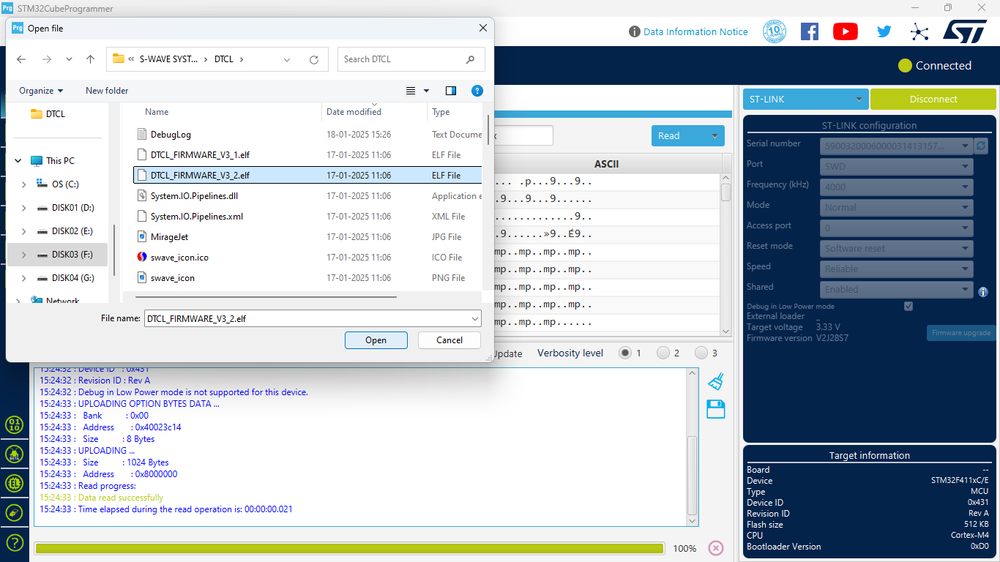 Prg STM32CubeProgrammer
Prg Open file
Data Information Notice
10 YEARS
« S-WAVE SYST... › DTCL ›
Search DTCL
Connected
Organize
New folder
?
ST-LINK
Disconnect
DTCL
Name
Date modified
Type
ST-LINK configuration
DebugLog 18-01-2025 15:26 Text Docume
Read
Serial number 5900320006000031413157...
This PC
DTCL_FIRMWARE_V3_1.elf 17-01-2025 11:06 ELF File
ASCII
Port SWD
OS (C:)
DTCL_FIRMWARE_V3_2.elf 17-01-2025 11:06 ELF File
... .p...9...9..
Frequency (kHz) 4000
System.IO.Pipelines.dll 17-01-2025 11:06 Application e
.9...9...9......
DISK01 (D:)
Mode Normal
System.IO.Pipelines.xml 17-01-2025 11:06 XML File
.............9..
Access port 0
DISK02 (E:)
MirageJet 17-01-2025 11:06 JPG File
.9......»9..É9..
Reset mode Software reset
DISK03 (F:)
swave_icon.ico 17-01-2025 11:06 ICO File
mp..mp..mp..mp..
Speed Reliable
DISK04 (G:)
swave_icon 17-01-2025 11:06 PNG File
mp..mp..mp..mp..
Shared Enabled
Network
mp..mp..mp..mp..
mp..mp..mp..mp..
Debug in Low Power mode
File name: DTCL_FIRMWARE_V3_2.elf
mp..mp..mp......
External loader _
Target voltage 3.33 V
Firmware version V2J28S7
Firmware upgrade
Open
Cancel
Update
Verbosity level 1 2 3
15:24:32 : Device ID : 0x431
15:24:32 : Revision ID : Rev A
15:24:32 : Debug in Low Power mode is not supported for this device.
15:24:33 : UPLOADING OPTION BYTES DATA ...
15:24:33 : Bank : 0x00
15:24:33 : Address : 0x40023c14
15:24:33 : Size : 8 Bytes
15:24:33 : UPLOADING ...
15:24:33 : Size : 1024 Bytes
15:24:33 : Address : 0x8000000
15:24:33 : Read progress:
15:24:33 : Data read successfully
15:24:33 : Time elapsed during the read operation is: 00:00:00.021
01
10
BETA
EL
?
Target information
Board --
Device STM32F411xC/E
Type MCU
Device ID 0x431
Revision ID Rev A
Flash size 512 KB
CPU Cortex-M4
Bootloader Version 0xD0
100%